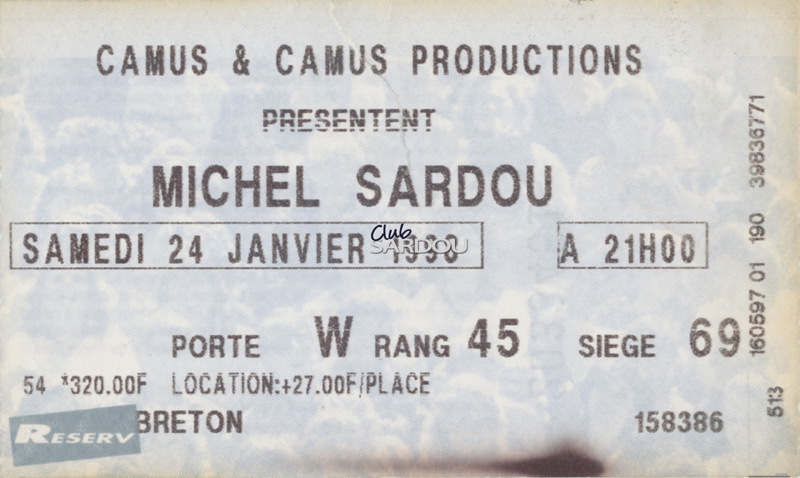 CAMUS & CAMUS PRODUCTIONS
PRESENTENT
MICHEL SARDOU
SAMEDI 24 JANVIER 1998 A 21H00
Club
SARDOU
PORTE W RANG 45 SIEGE 69
54 *320.00F LOCATION:+27.00F/PLACE
RESERV BRETON
158386
160597 01 190 39836771
513